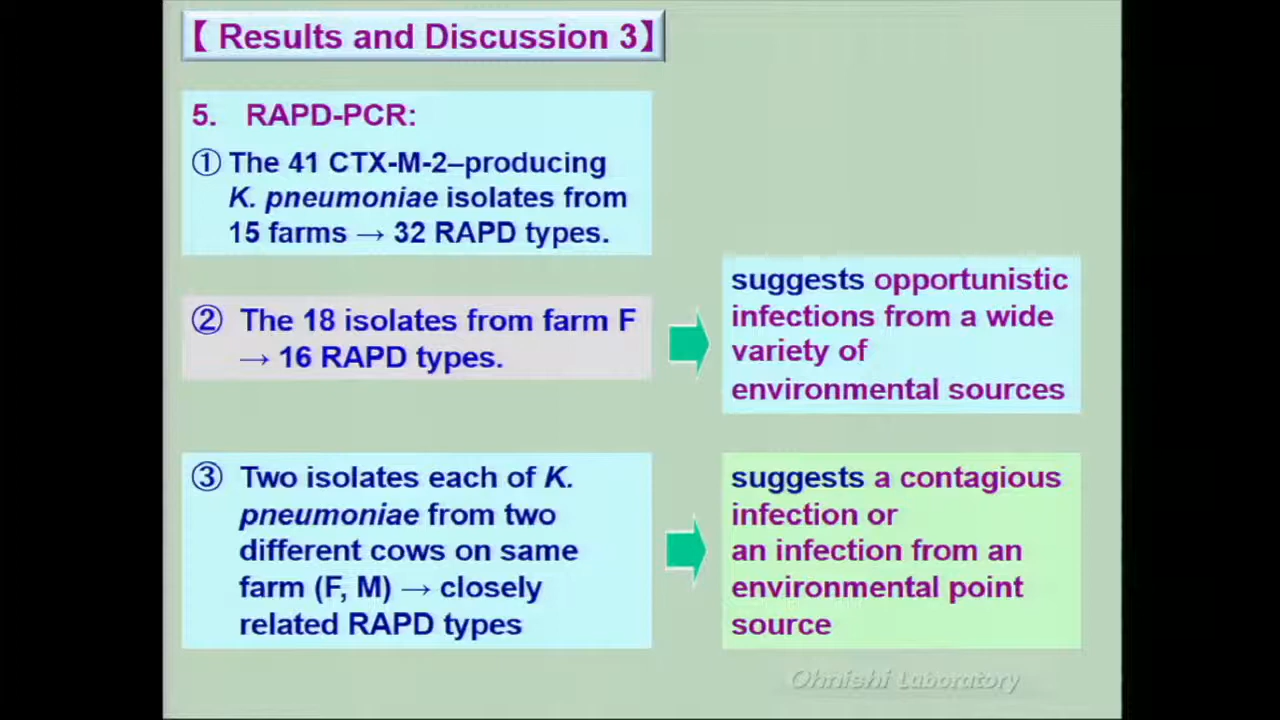 【 Results and Discussion 3】
5. RAPD-PCR:
① The 41 CTX-M-2–producing
K. pneumoniae isolates from
15 farms → 32 RAPD types.
② The 18 isolates from farm F
→ 16 RAPD types.
suggests opportunistic
infections from a wide
variety of
environmental sources
③ Two isolates each of K.
pneumoniae from two
different cows on same
farm (F, M) → closely
related RAPD types
suggests a contagious
infection or
an infection from an
environmental point
source
Ohnishi Laboratory